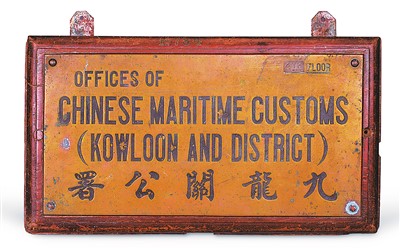 FLOOR
OFFICES OF
CHINESE MARITIME CUSTOMS
(KOWLOON AND DISTRICT)
九龍關公署